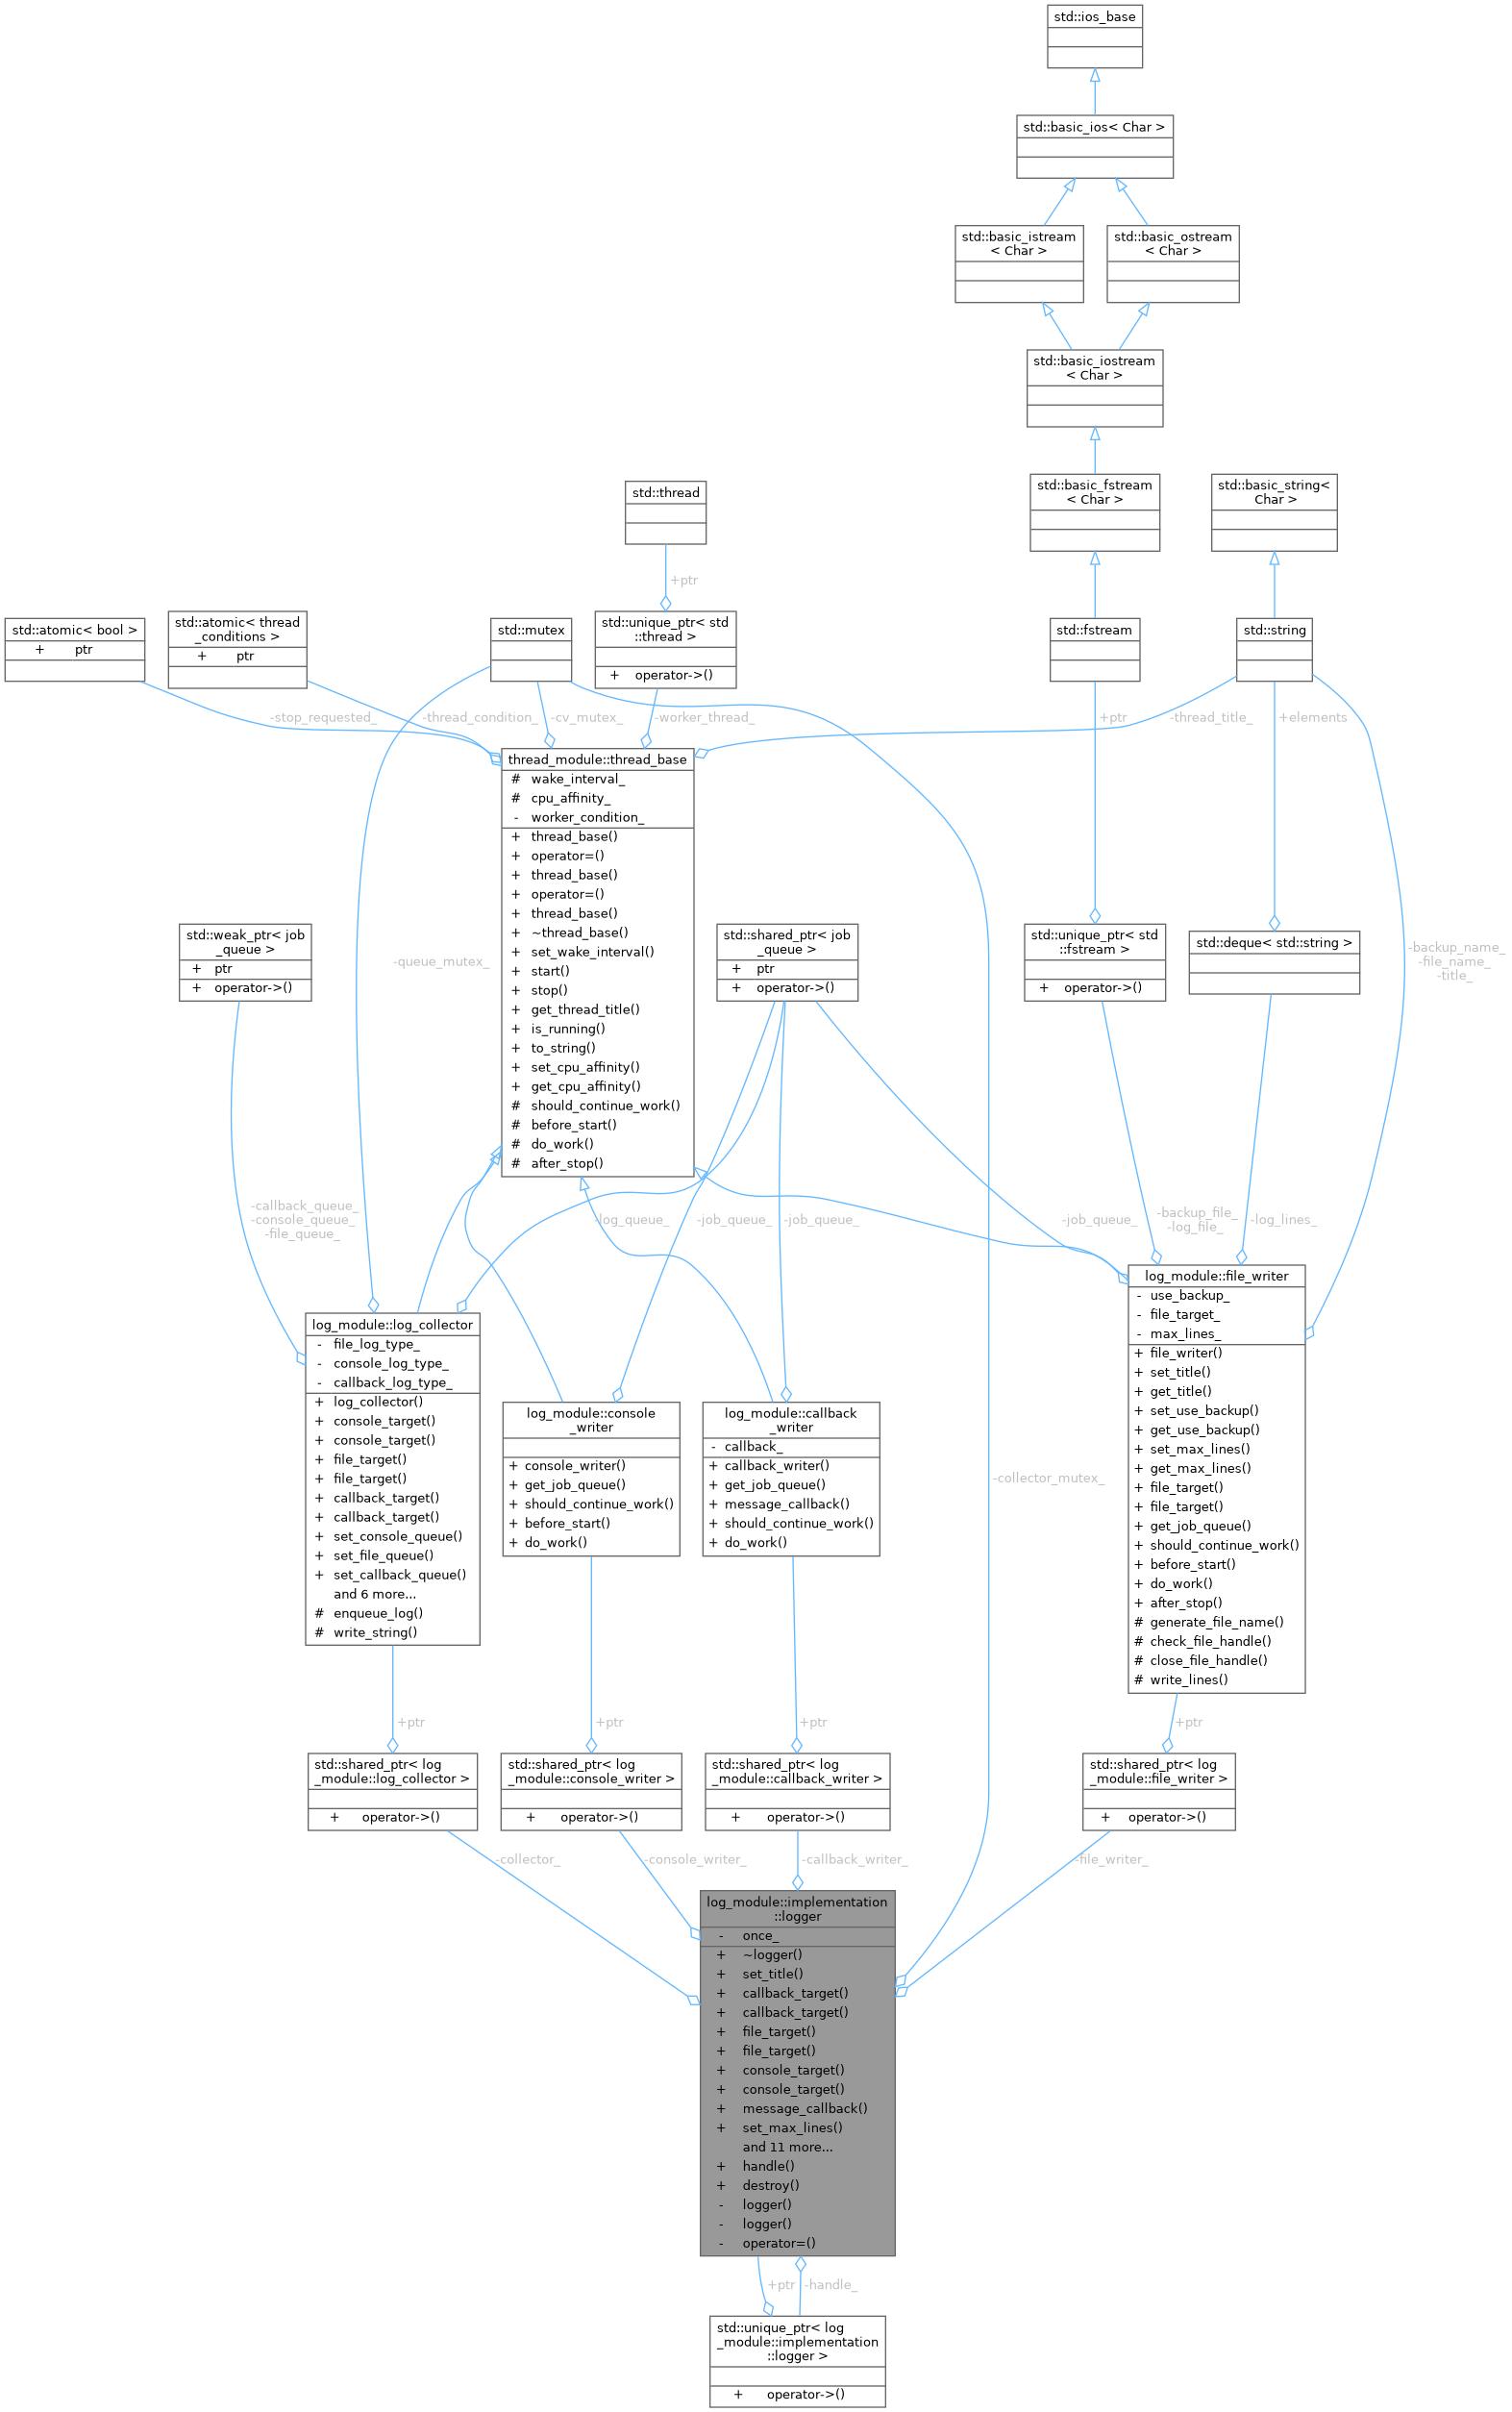 std::ios_base
std::basic_ios< Char >
std::basic_istream
< Char >
std::basic_ostream
< Char >
std::basic_iostream
< Char >
std::basic_fstream
< Char >
std::basic_string<
Char >
std::thread
+ptr
std::atomic< bool >
+ ptr
std::atomic< thread
_conditions >
+ ptr
std::mutex
std::unique_ptr< std
::thread >
+ operator->()
std::fstream
std::string
-stop_requested_
-thread_condition_
-cv_mutex_
-worker_thread_
+ptr
-thread_title_
+elements
thread_module::thread_base
# wake_interval_
# cpu_affinity_
- worker_condition_
+ thread_base()
+ operator=()
+ thread_base()
+ operator=()
+ thread_base()
+ ~thread_base()
+ set_wake_interval()
+ start()
+ stop()
+ get_thread_title()
+ is_running()
+ to_string()
+ set_cpu_affinity()
+ get_cpu_affinity()
# should_continue_work()
# before_start()
# do_work()
# after_stop()
std::weak_ptr< job
_queue >
+ ptr
+ operator->()
-queue_mutex_
std::shared_ptr< job
_queue >
+ ptr
+ operator->()
std::unique_ptr< std
::fstream >
+ operator->()
std::deque< std::string >
-backup_name_
-file_name_
-title_
-callback_queue_
-console_queue_
-file_queue_
-log_queue_
-job_queue_
-job_queue_
-job_queue_
-backup_file_
-log_file_
-log_lines_
log_module::log_collector
- file_log_type_
- console_log_type_
- callback_log_type_
+ log_collector()
+ console_target()
+ console_target()
+ file_target()
+ file_target()
+ callback_target()
+ callback_target()
+ set_console_queue()
+ set_file_queue()
+ set_callback_queue()
and 6 more...
# enqueue_log()
# write_string()
log_module::console
_writer
+ console_writer()
+ get_job_queue()
+ should_continue_work()
+ before_start()
+ do_work()
log_module::callback
_writer
- callback_
+ callback_writer()
+ get_job_queue()
+ message_callback()
+ should_continue_work()
+ do_work()
-collector_mutex_
log_module::file_writer
- use_backup_
- file_target_
- max_lines_
+ file_writer()
+ set_title()
+ get_title()
+ set_use_backup()
+ get_use_backup()
+ set_max_lines()
+ get_max_lines()
+ file_target()
+ file_target()
+ get_job_queue()
+ should_continue_work()
+ before_start()
+ do_work()
+ after_stop()
# generate_file_name()
# check_file_handle()
# close_file_handle()
# write_lines()
+ptr
+ptr
+ptr
+ptr
std::shared_ptr< log
_module::log_collector >
+ operator->()
std::shared_ptr< log
_module::console_writer >
+ operator->()
std::shared_ptr< log
_module::callback_writer >
+ operator->()
std::shared_ptr< log
_module::file_writer >
+ operator->()
-collector_
-console_writer_
-callback_writer_
-file_writer_
log_module::implementation
::logger
- once_
+ ~logger()
+ set_title()
+ callback_target()
+ callback_target()
+ file_target()
+ file_target()
+ console_target()
+ console_target()
+ message_callback()
+ set_max_lines()
and 11 more...
+ handle()
+ destroy()
- logger()
- logger()
- operator=()
+ptr
-handle_
std::unique_ptr< log
_module::implementation
::logger >
+ operator->()